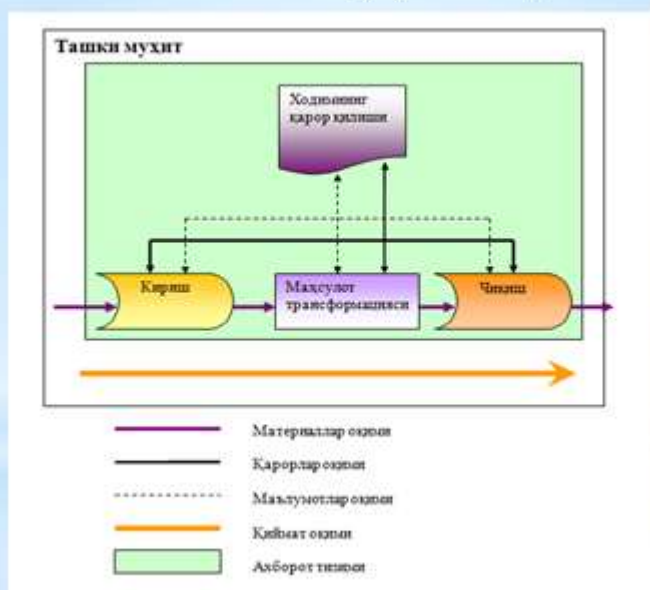 Ташки муҳит
Ходимнинг
қарор қилиши
Кириш
Маҳсулот
трансформацияси
Чиқиш
Материаллар оқими
Қарорлар оқими
Маълумотлар оқими
Қиймат оқими
Ахборот тизими